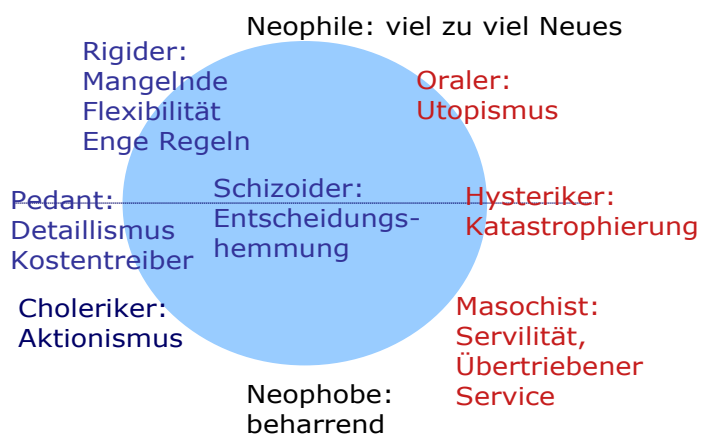 Neophile: viel zu viel Neues
Rigider:
Mangelnde
Flexibilität
Enge Regeln
Oraler:
Utopismus
Pedant:
Detaillismus
Kostentreiber
Schizoider:
Entscheidungs-
hemmung
Hysteriker:
Katastrophierung
Choleriker:
Aktionismus
Masochist:
Servilität,
Übertriebener
Service
Neophobe:
beharrend